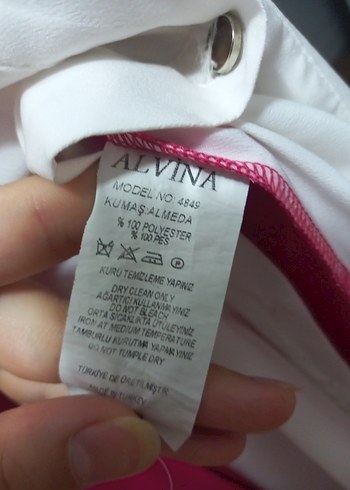 ALVINA
MODEL NO: 4849
KUMAŞ:ALMEDA
% 100 POLYESTER
% 100 PES
P
KURU TEMİZLEME YAPINIZ
DRY CLEAN ONLY
AĞARTICI KULLANMAYINIZ
DO NOT BLEACH
ORTA SICAKLIKTA ÜTÜLEYİNİZ
IRON AT MEDIUM TEMPERATURE
TAMBURLU KURUTMA YAPMAYINIZ
DO NOT TUMPLE DRY
TÜRKİYE'DE ÜRETİLMİŞTİR
MADE IN TURKEY